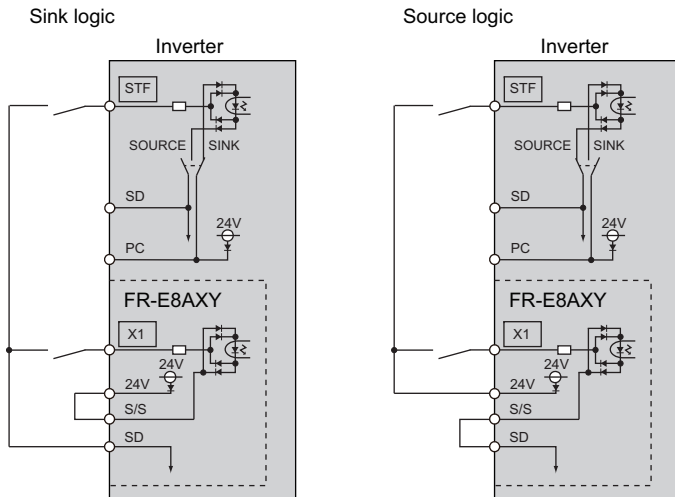 Sink logic
Inverter
STF
SOURCE SINK
SD
24V
PC
FR-E8AXY
X1
24V
24V
S/S
SD
Source logic
Inverter
STF
SOURCE SINK
SD
24V
PC
FR-E8AXY
X1
24V
24V
S/S
SD